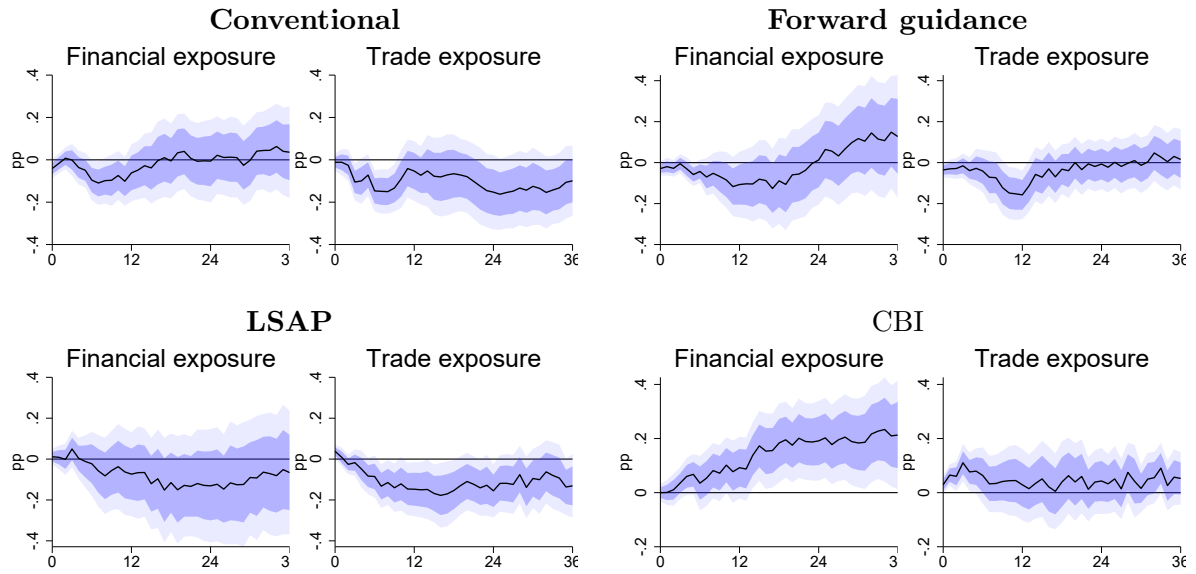 Conventional
Forward guidance
Financial exposure
Trade exposure
Financial exposure
Trade exposure
pp
-.4 -.2 0 .2 .4
0 12 24 3
pp
-.4 -.2 0 .2 .4
0 12 24 36
pp
-.4 -.2 0 .2 .4
0 12 24 3
pp
-.4 -.2 0 .2 .4
0 12 24 36
LSAP
CBI
Financial exposure
Trade exposure
Financial exposure
Trade exposure
pp
-.4 -.2 0 .2 .4
0 12 24 3
pp
-.4 -.2 0 .2 .4
0 12 24 36
pp
-.2 0 .2 .4
0 12 24 3
pp
-.2 0 .2 .4
0 12 24 36